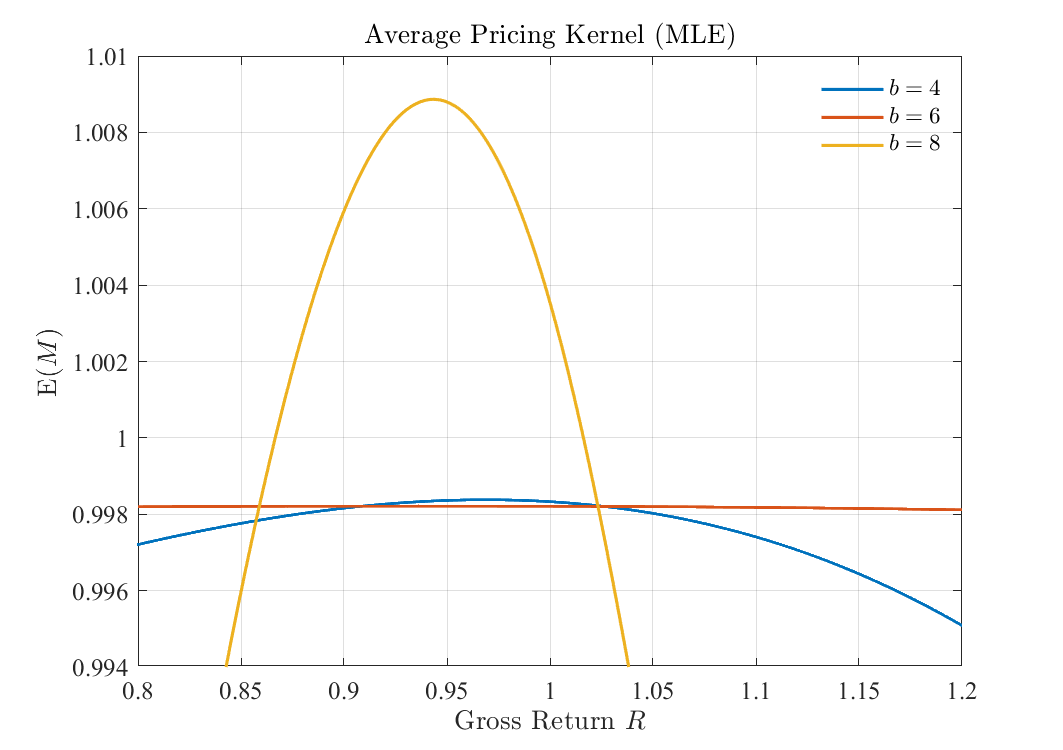 Average Pricing Kernel (MLE)
1.01
1.008
1.006
1.004
1.002
1
0.998
0.996
0.994
E(M)
b = 4
b = 6
b = 8
0.8 0.85 0.9 0.95 1 1.05 1.1 1.15 1.2
Gross Return R